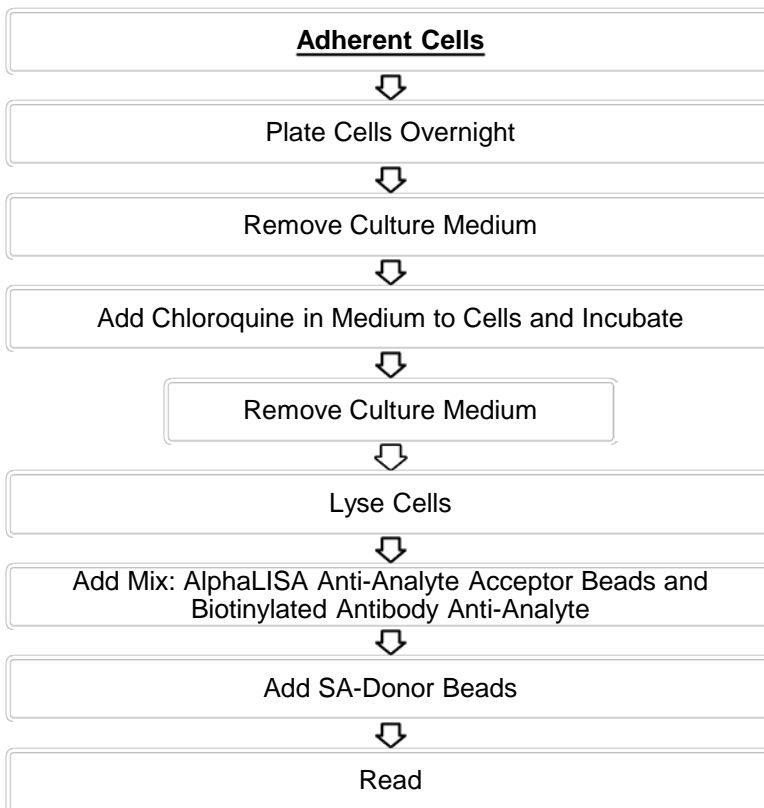 Adherent Cells
Plate Cells Overnight
Remove Culture Medium
Add Chloroquine in Medium to Cells and Incubate
Remove Culture Medium
Lyse Cells
Add Mix: AlphaLISA Anti-Analyte Acceptor Beads and
Biotinylated Antibody Anti-Analyte
Add SA-Donor Beads
Read